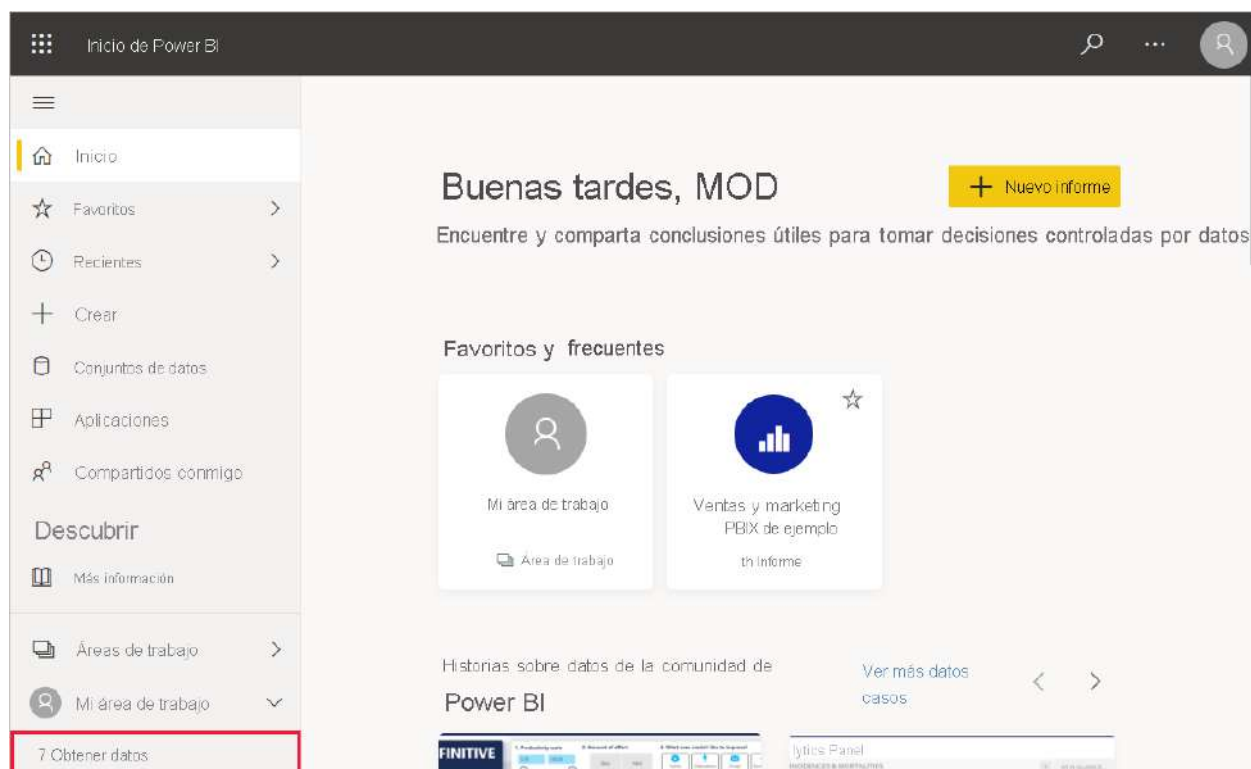 Inicio de Power BI
Inicio
Favoritos
Recientes
Crear
Conjuntos de datos
Aplicaciones
Compartidos conmigo
Descubrir
Más información
Áreas de trabajo
Mi área de trabajo
7 Obtener datos
Buenas tardes, MOD
Nuevo informe
Encuentre y comparta conclusiones útiles para tomar decisiones controladas por datos
Favoritos y frecuentes
Mi área de trabajo
Área de trabajo
Ventas y marketing
PBIX de ejemplo
th Informe
Historias sobre datos de la comunidad de
Power BI
Ver más datos
casos
FINITIVE
lytics Panel